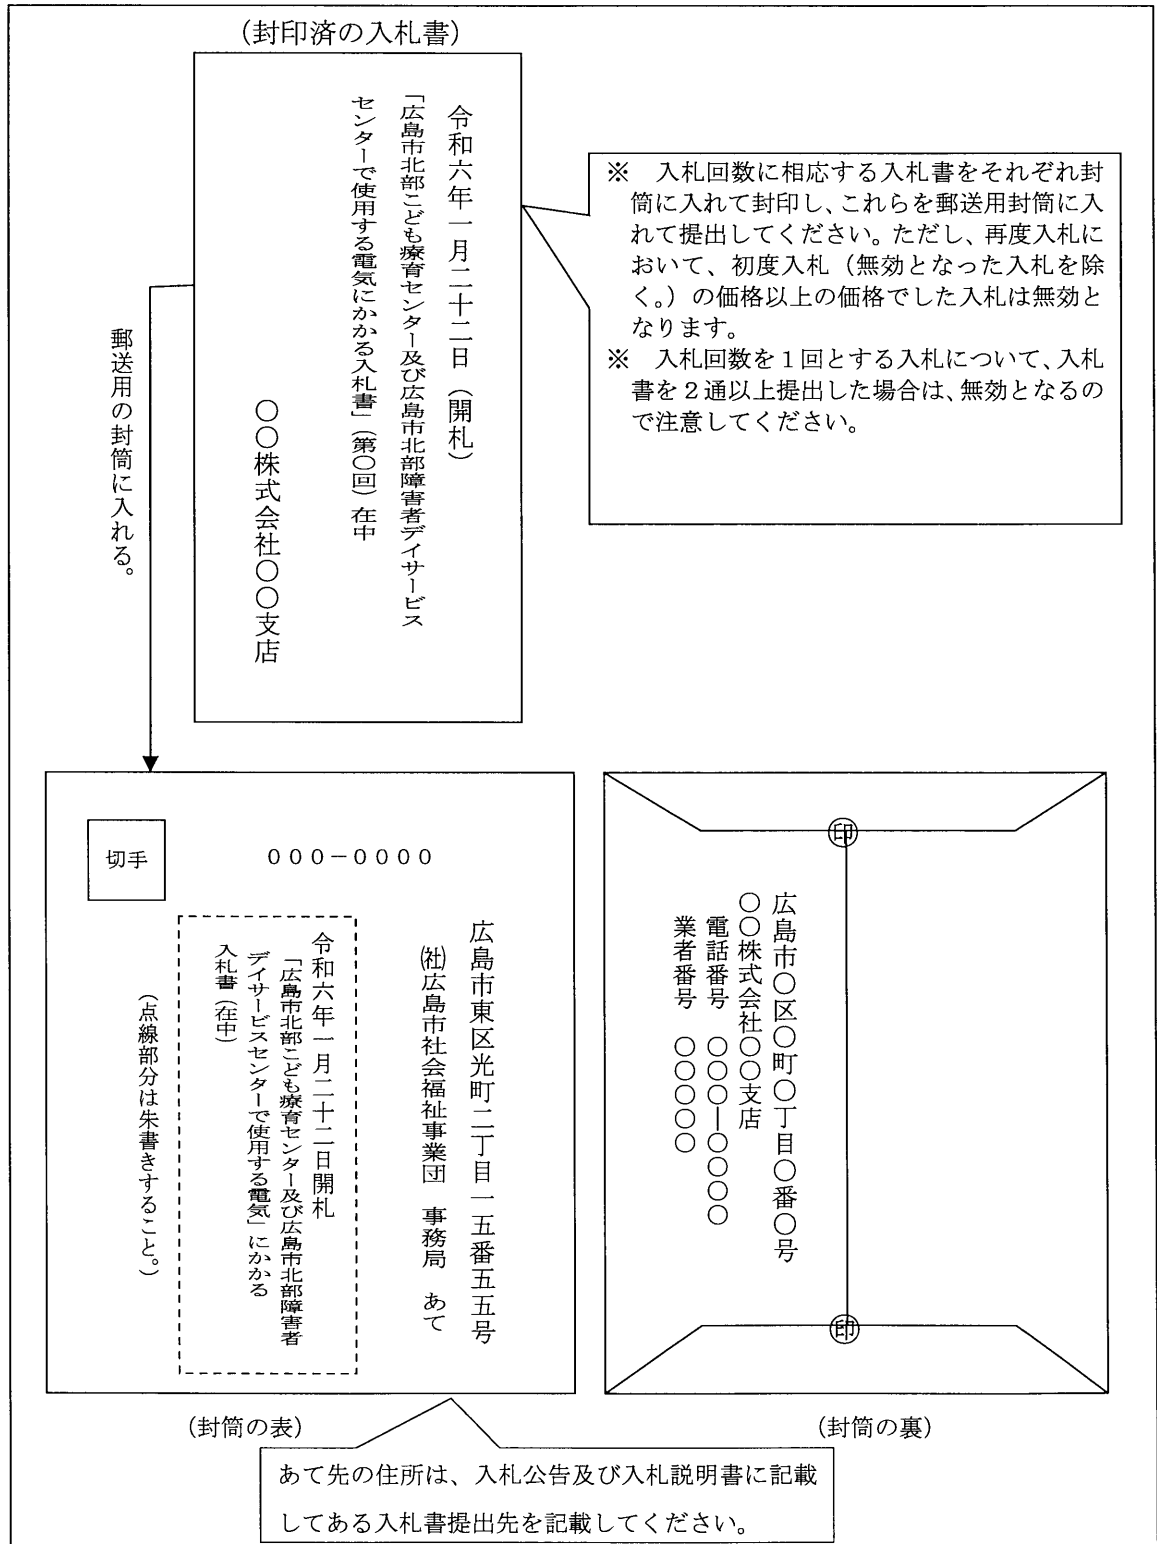 (封印済の入札書)
令和六年一月二十二日（開札）
「広島市北部こども療育センター及び広島市北部障害者デイサービス
センターで使用する電気にかかる入札書」（第〇回）在中
〇〇株式会社〇〇支店
※　入札回数に相応する入札書をそれぞれ封
筒に入れて封印し、これらを郵送用封筒に入
れて提出してください。ただし、再度入札に
おいて、初度入札（無効となった入札を除
く。）の価格以上の価格でした入札は無効と
なります。
※　入札回数を１回とする入札について、入札
書を２通以上提出した場合は、無効となるの
で注意してください。
郵送用の封筒に入れる。
切手
０００－００００
広島市東区光町二丁目一五番五五号
㈳広島市社会福祉事業団　事務局　あて
令和六年一月二十二日開札
「広島市北部こども療育センター及び広島市北部障害者
デイサービスセンターで使用する電気」にかかる
入札書（在中）
（点線部分は朱書きすること。）
(封筒の表)
印
広島市〇区〇町〇丁目〇番〇号
〇〇株式会社〇〇支店
電話番号　〇〇〇―〇〇〇〇
業者番号　〇〇〇〇〇
印
(封筒の裏)
あて先の住所は、入札公告及び入札説明書に記載
してある入札書提出先を記載してください。